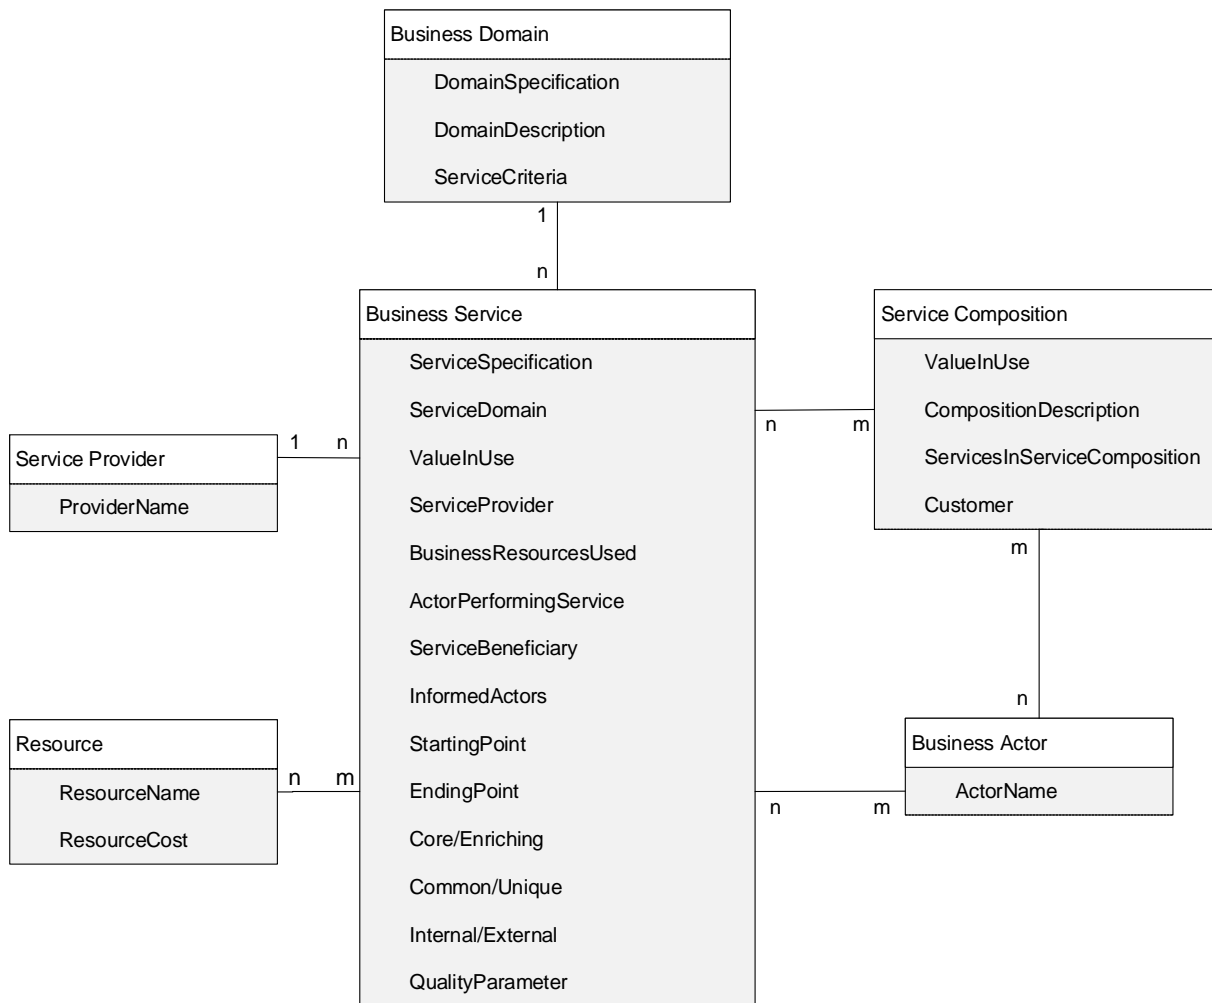 Business Domain
DomainSpecification
DomainDescription
ServiceCriteria
1
n
Business Service
ServiceSpecification
ServiceDomain
ValueInUse
ServiceProvider
BusinessResourcesUsed
ActorPerformingService
ServiceBeneficiary
InformedActors
StartingPoint
EndingPoint
Core/Enriching
Common/Unique
Internal/External
QualityParameter
Service Composition
ValueInUse
CompositionDescription
ServicesInServiceComposition
Customer
n m
Service Provider
ProviderName
1 n
Resource
ResourceName
ResourceCost
n m
m
n
Business Actor
ActorName
n m